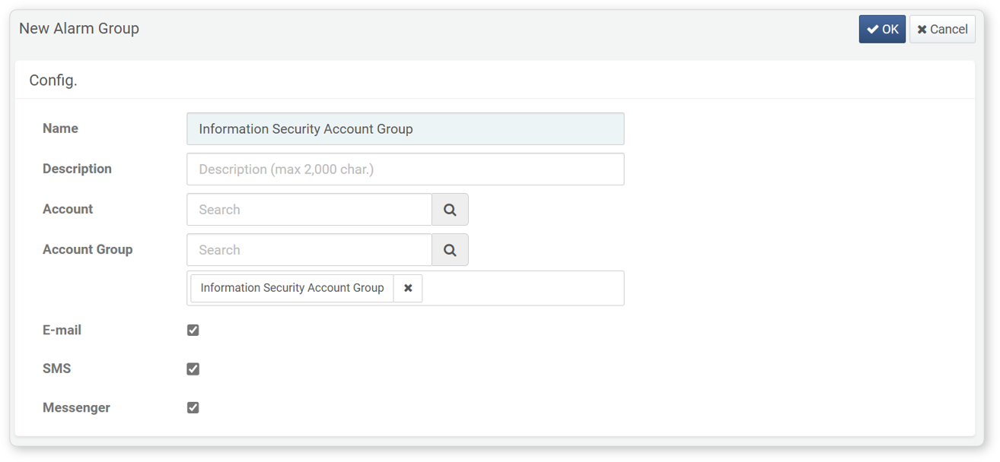 New Alarm Group
OK
Cancel
Config.
Name
Information Security Account Group
Description
Description (max 2,000 char.)
Account
Search
Account Group
Search
Information Security Account Group
E-mail
SMS
Messenger